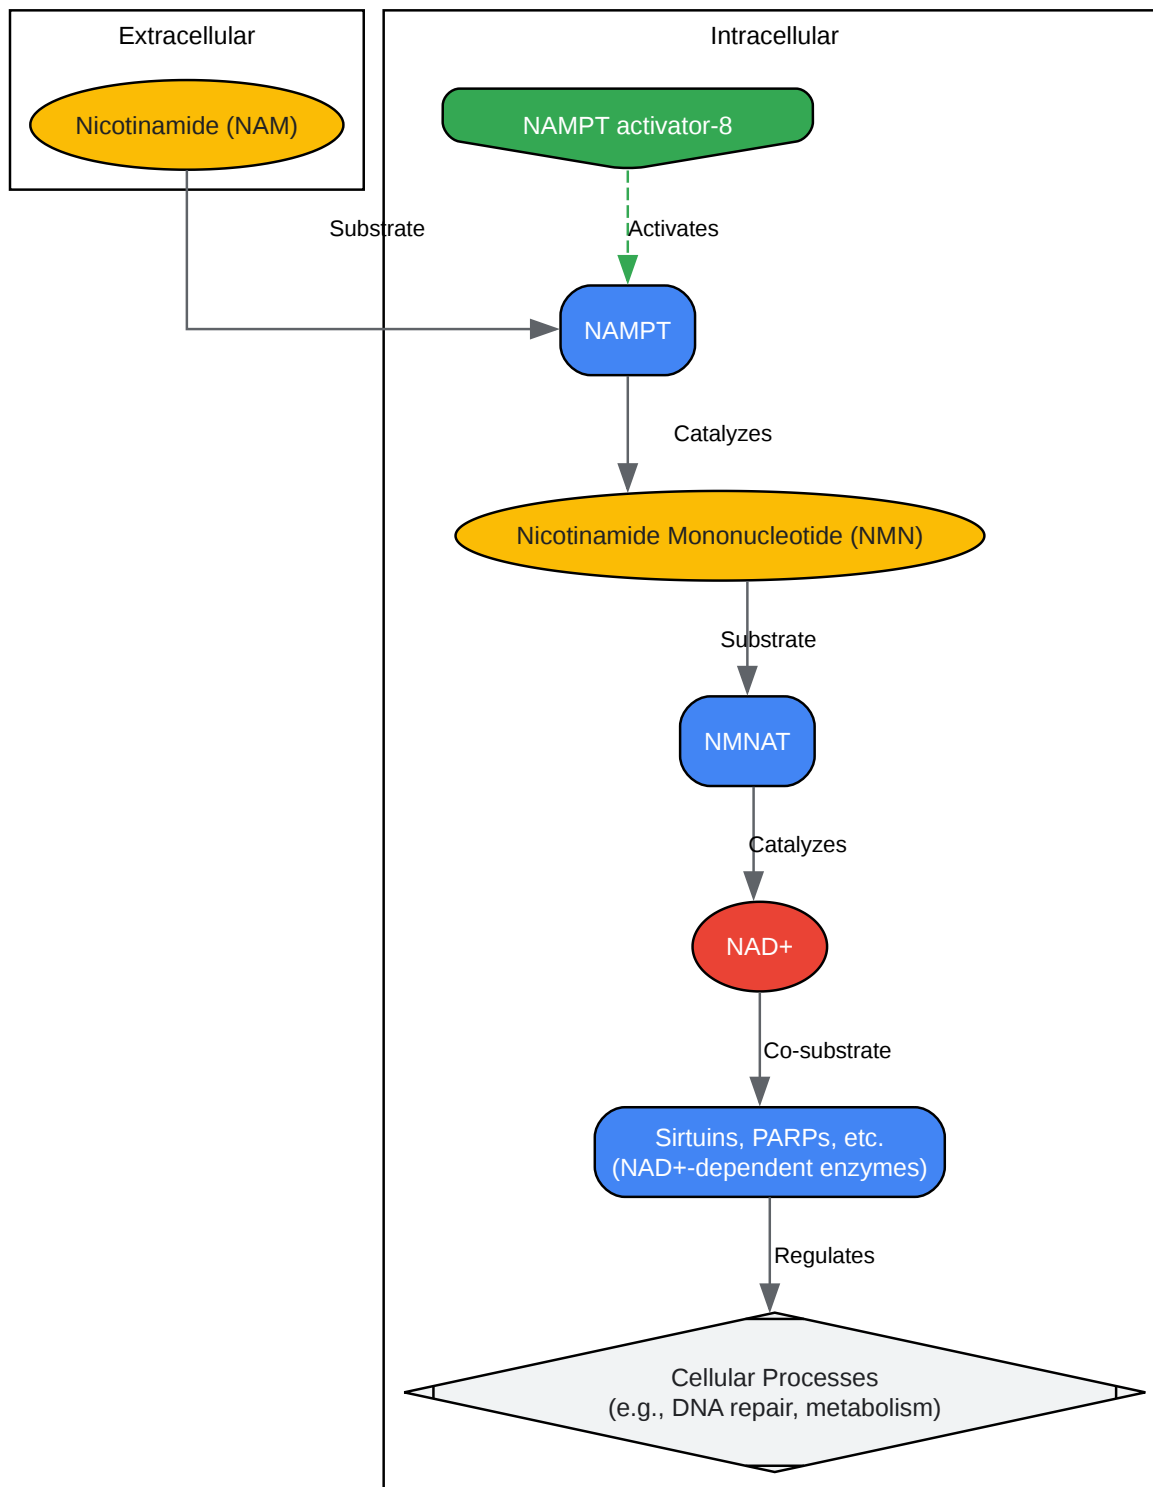 Extracellular
Intracellular
Nicotinamide (NAM)
NAMPT activator-8
Substrate
Activates
NAMPT
Catalyzes
Nicotinamide Mononucleotide (NMN)
Substrate
NMNAT
Catalyzes
NAD+
Co-substrate
Sirtuins, PARPs, etc.
(NAD+-dependent enzymes)
Regulates
Cellular Processes
(e.g., DNA repair, metabolism)